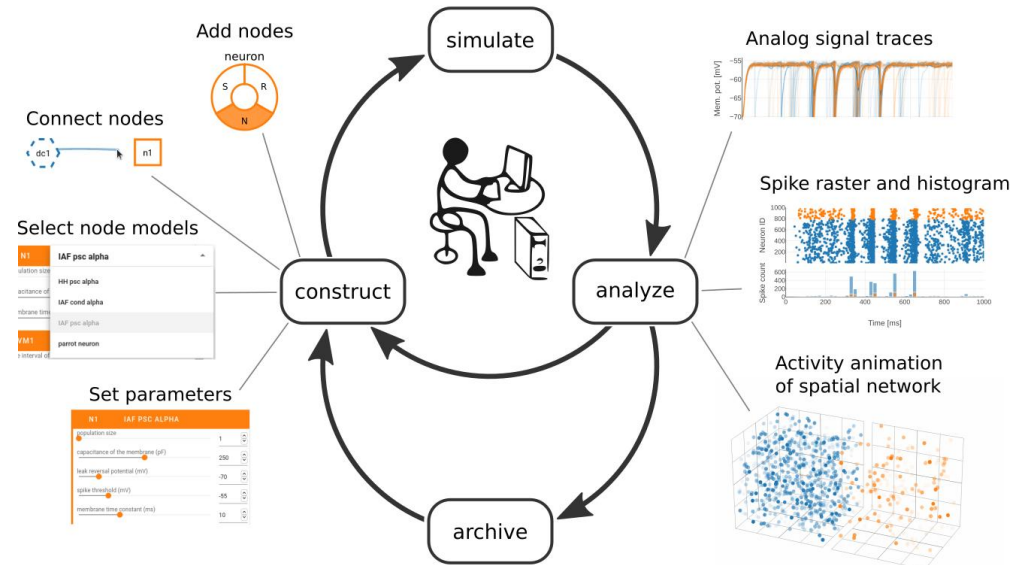 simulate
Add nodes
neuron
S
R
N
Connect nodes
dc1
n1
Select node models
N1
IAF psc alpha
HH psc alpha
IAF cond alpha
IAF psc alpha
parrot neuron
VM1
construct
Set parameters
N1 IAF PSC ALPHA
population size
1
capacitance of the membrane (pF)
250
leak reversal potential (mV)
-70
spike threshold (mV)
-55
membrane time constant (ms)
10
archive
analyze
Analog signal traces
Mem. pot. [mV]
−55
−60
−65
−70
Spike raster and histogram
Neuron ID
1000
800
600
400
200
Spike count
600
400
200
0
0 200 400 600 800 1000
Time [ms]
Activity animation
of spatial network